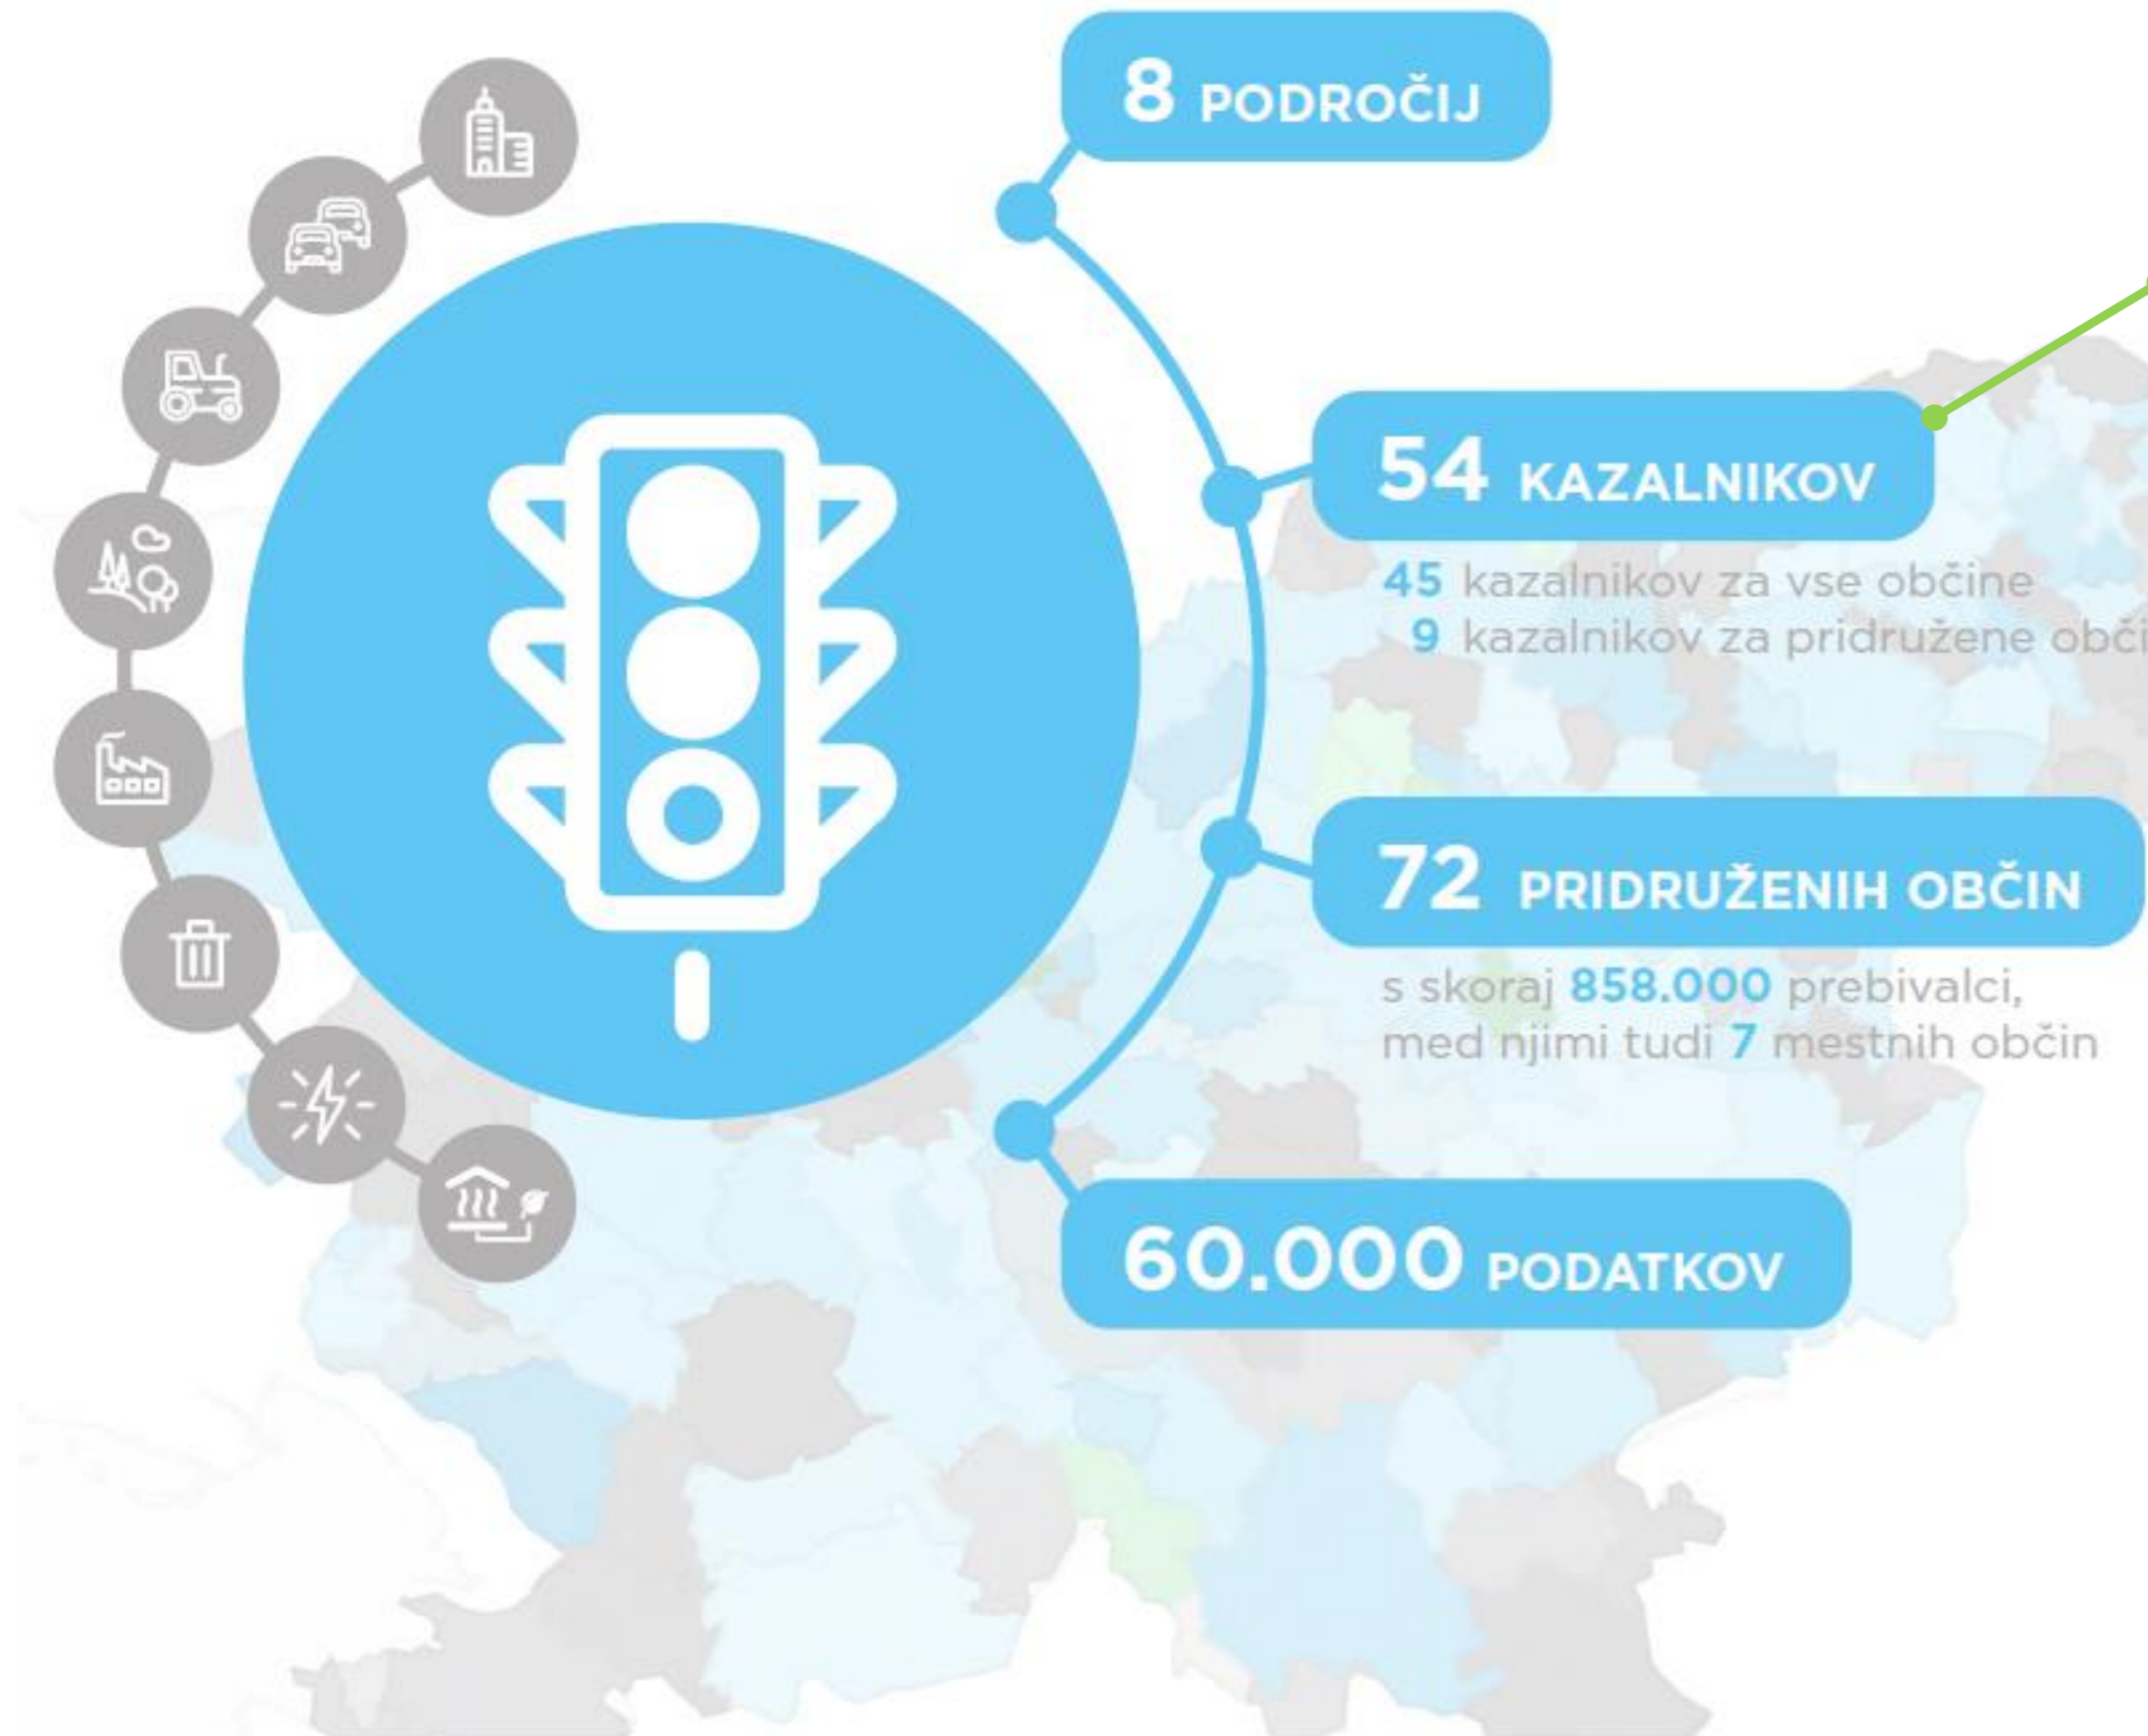 8 PODROČIJ
54 KAZALNIKOV
45 kazalnikov za vse občine
9 kazalnikov za pridružene
72 PRIDRUŽENIH OBČIN
s skoraj 858.000 prebivalci,
med njimi tudi 7 mestnih občin
60.000 PODATKOV